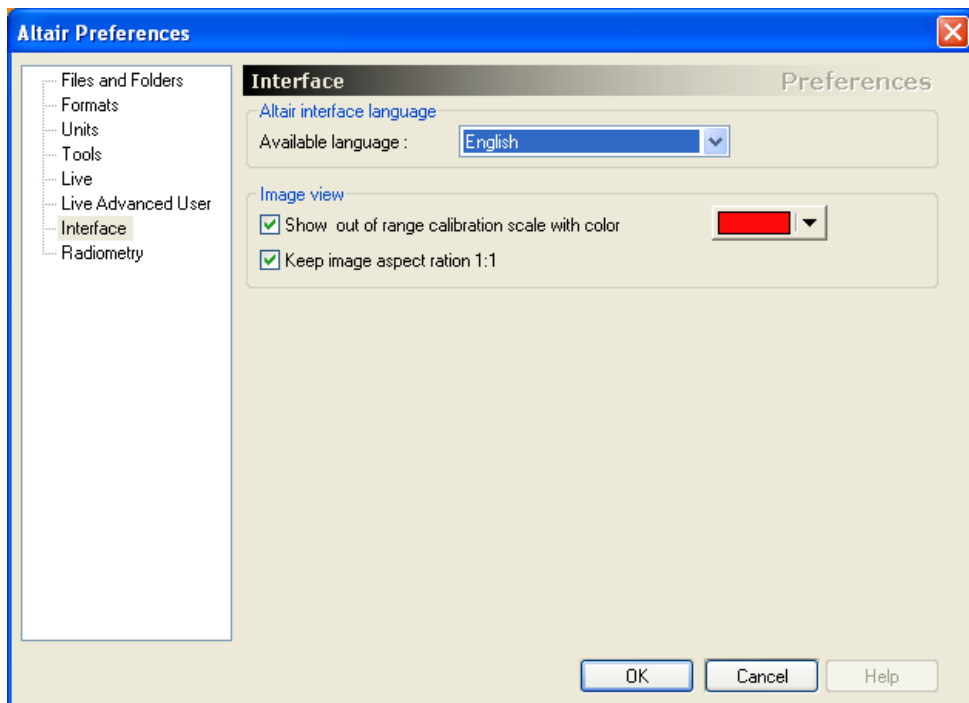 Altair Preferences
Files and Folders
Formats
Units
Tools
Live
Live Advanced User
Interface
Radiometry
Interface Preferences
Altair interface language
Available language : English
Image view
Show out of range calibration scale with color
Keep image aspect ration 1:1
OK Cancel Help